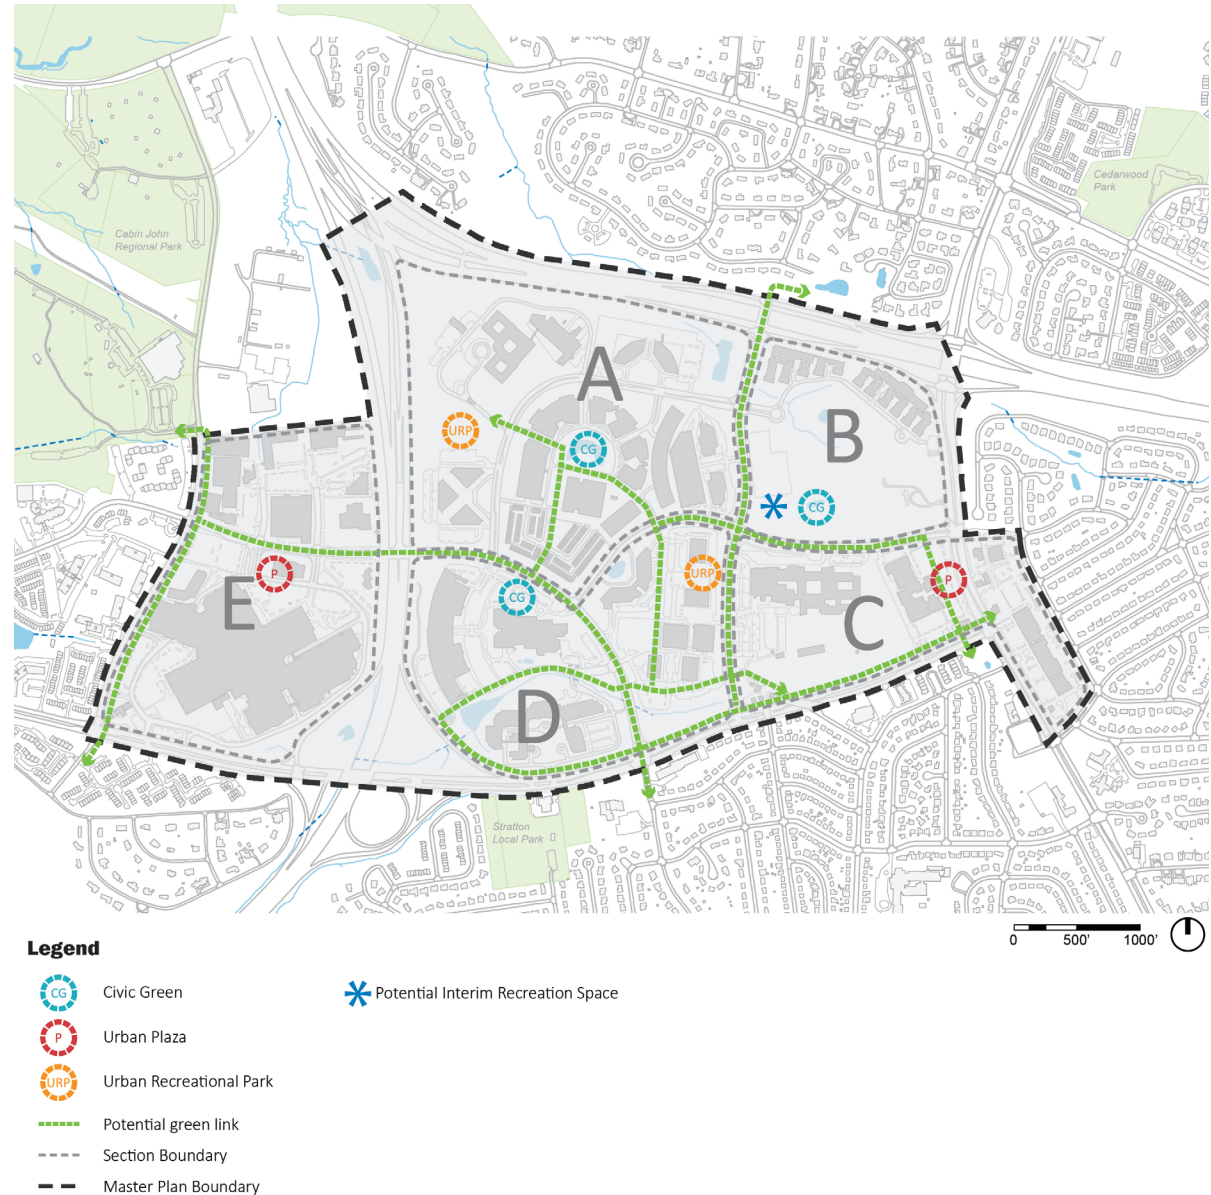 Cedarwood
Park
Cabin John
Regional Park
A
B
URP
CG
CG
URP
P
P
E
CG
C
D
Stratton
Local Park
0 500' 1000'
Legend
CG Civic Green
Potential Interim Recreation Space
P Urban Plaza
URP Urban Recreational Park
Potential green link
Section Boundary
Master Plan Boundary